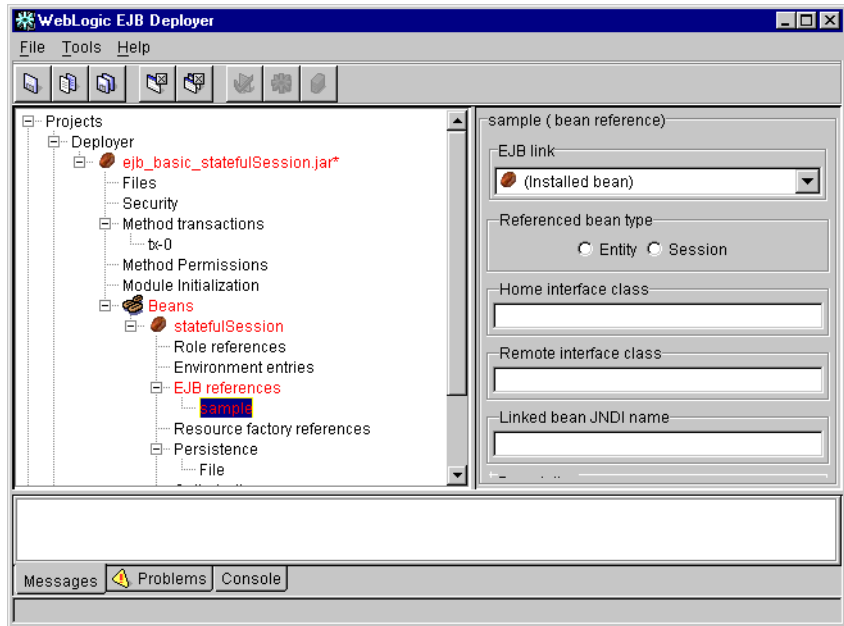 WebLogic EJB Deployer
File Tools Help
Projects
Deployer
ejb_basic_statefulSession.jar*
Files
Security
Method transactions
tx-0
Method Permissions
Module Initialization
Beans
statefulSession
Role references
Environment entries
EJB references
sample
Resource factory references
Persistence
File
sample ( bean reference)
EJB link
(Installed bean)
Referenced bean type
Entity Session
Home interface class
Remote interface class
Linked bean JNDI name
Messages Problems Console